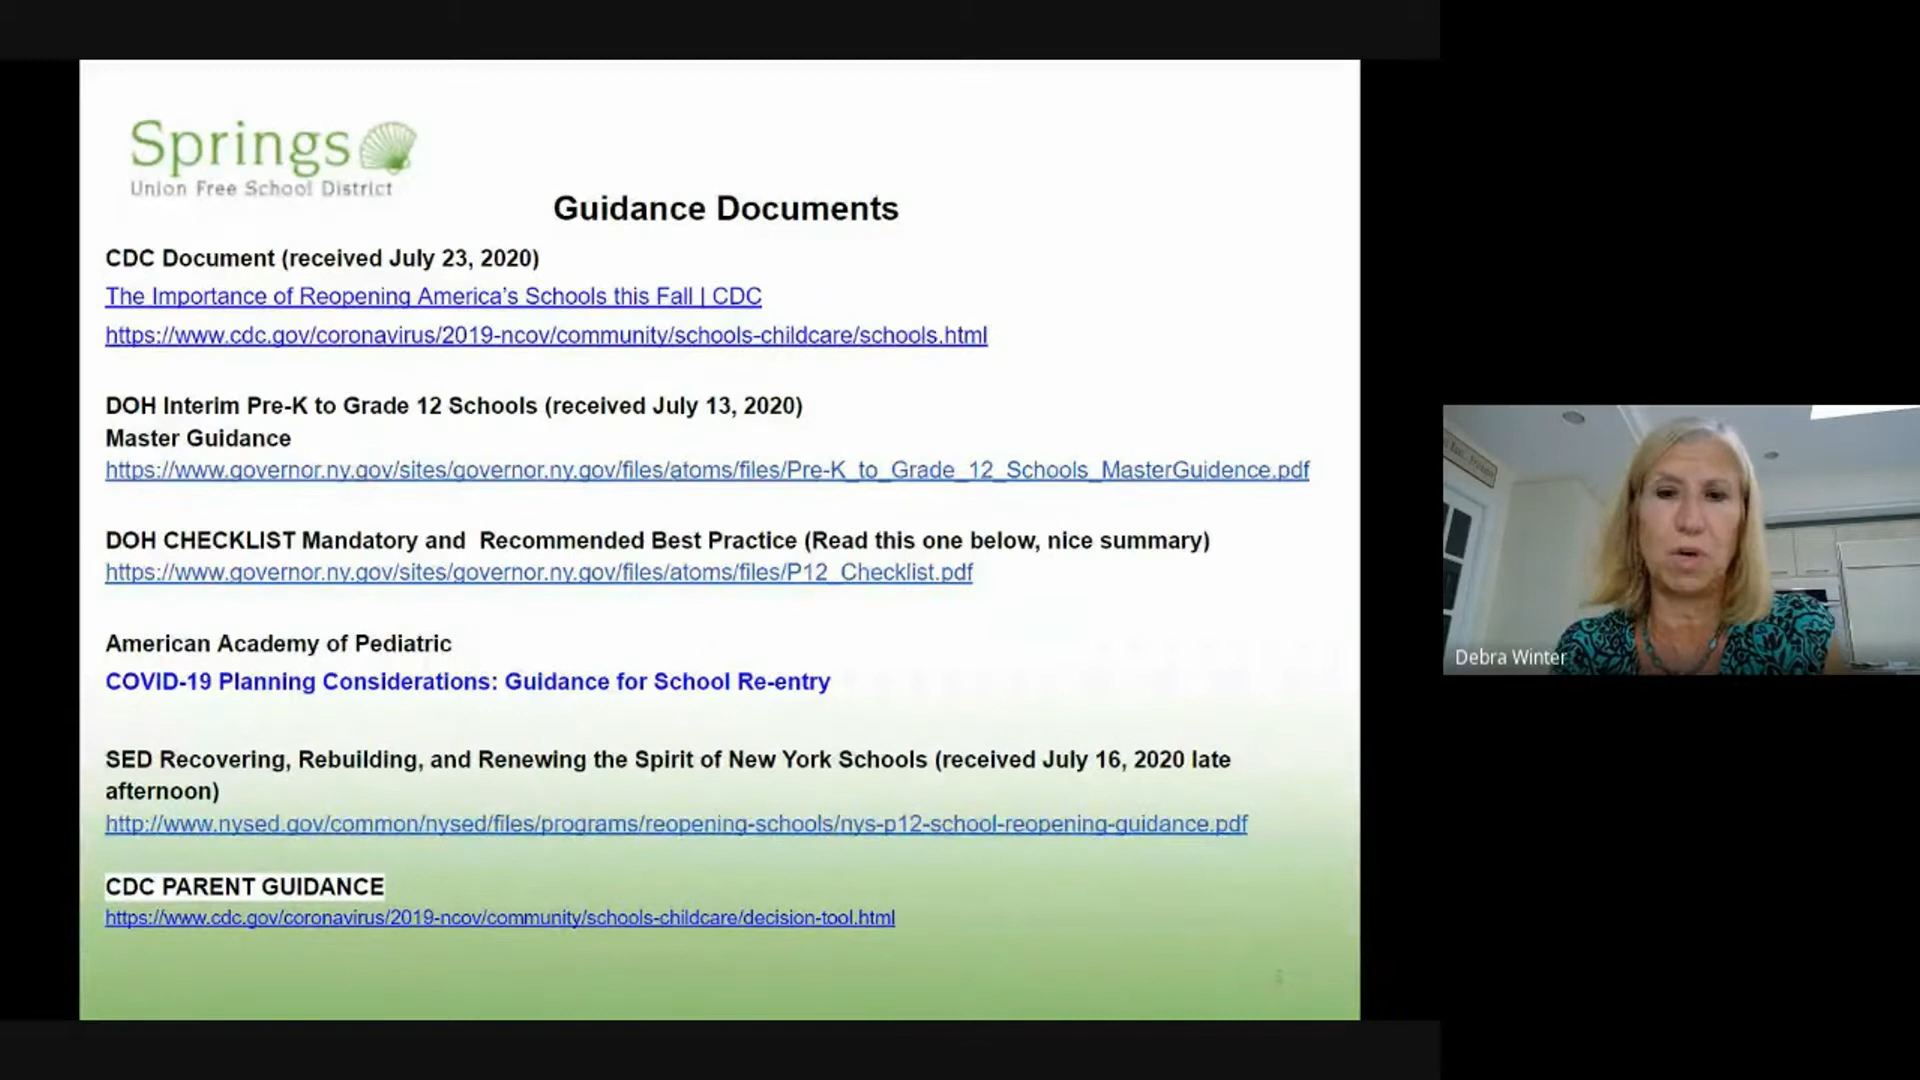 Springs
Union Free School District
Guidance Documents
CDC Document (received July 23, 2020)
The Importance of Reopening America's Schools this Fall | CDC
https://www.cdc.gov/coronavirus/2019-ncov/community/schools-childcare/schools.html
DOH Interim Pre-K to Grade 12 Schools (received July 13, 2020)
Master Guidance
https://www.governor.ny.gov/sites/governor.ny.gov/files/atoms/files/Pre-K_to_Grade_12_Schools_MasterGuidence.pdf
DOH CHECKLIST Mandatory and  Recommended Best Practice (Read this one below, nice summary)
https://www.governor.ny.gov/sites/governor.ny.gov/files/atoms/files/P12_Checklist.pdf
American Academy of Pediatric
COVID-19 Planning Considerations: Guidance for School Re-entry
SED Recovering, Rebuilding, and Renewing the Spirit of New York Schools (received July 16, 2020 late
afternoon)
http://www.nysed.gov/common/nysed/files/programs/reopening-schools/nys-p12-school-reopening-guidance.pdf
CDC PARENT GUIDANCE
https://www.cdc.gov/coronavirus/2019-ncov/community/schools-childcare/decision-tool.html
Debra Winter